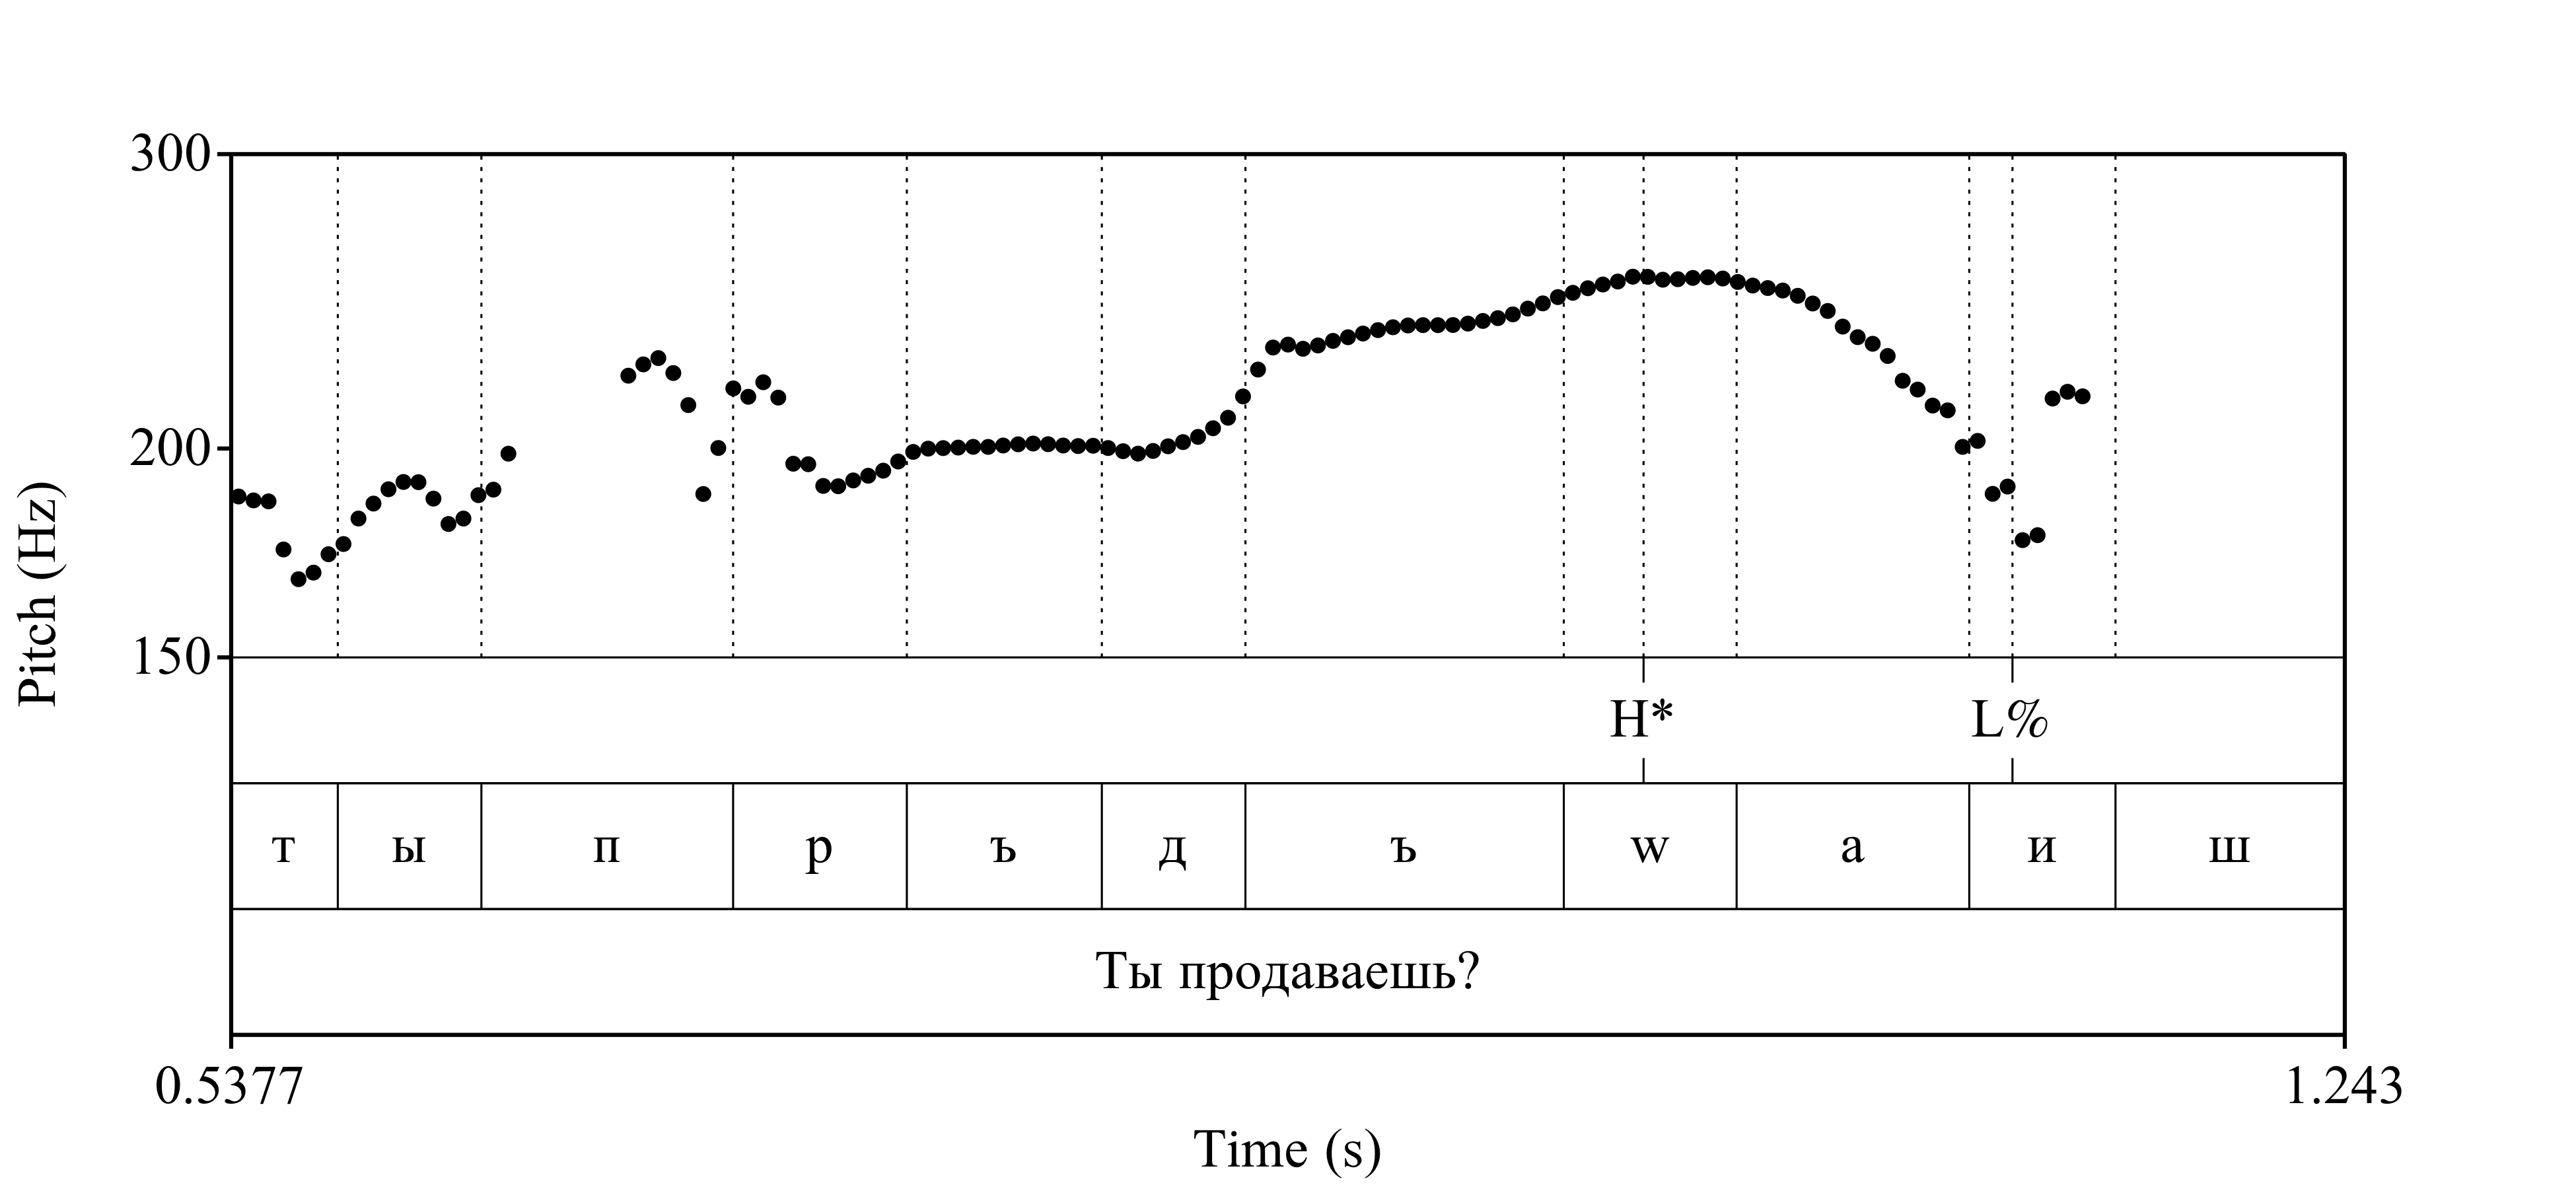 300
200
150
Pitch (Hz)
H* L%
т ы п р ъ д ъ w а и ш
Ты продаваешь?
0.5377 1.243
Time (s)